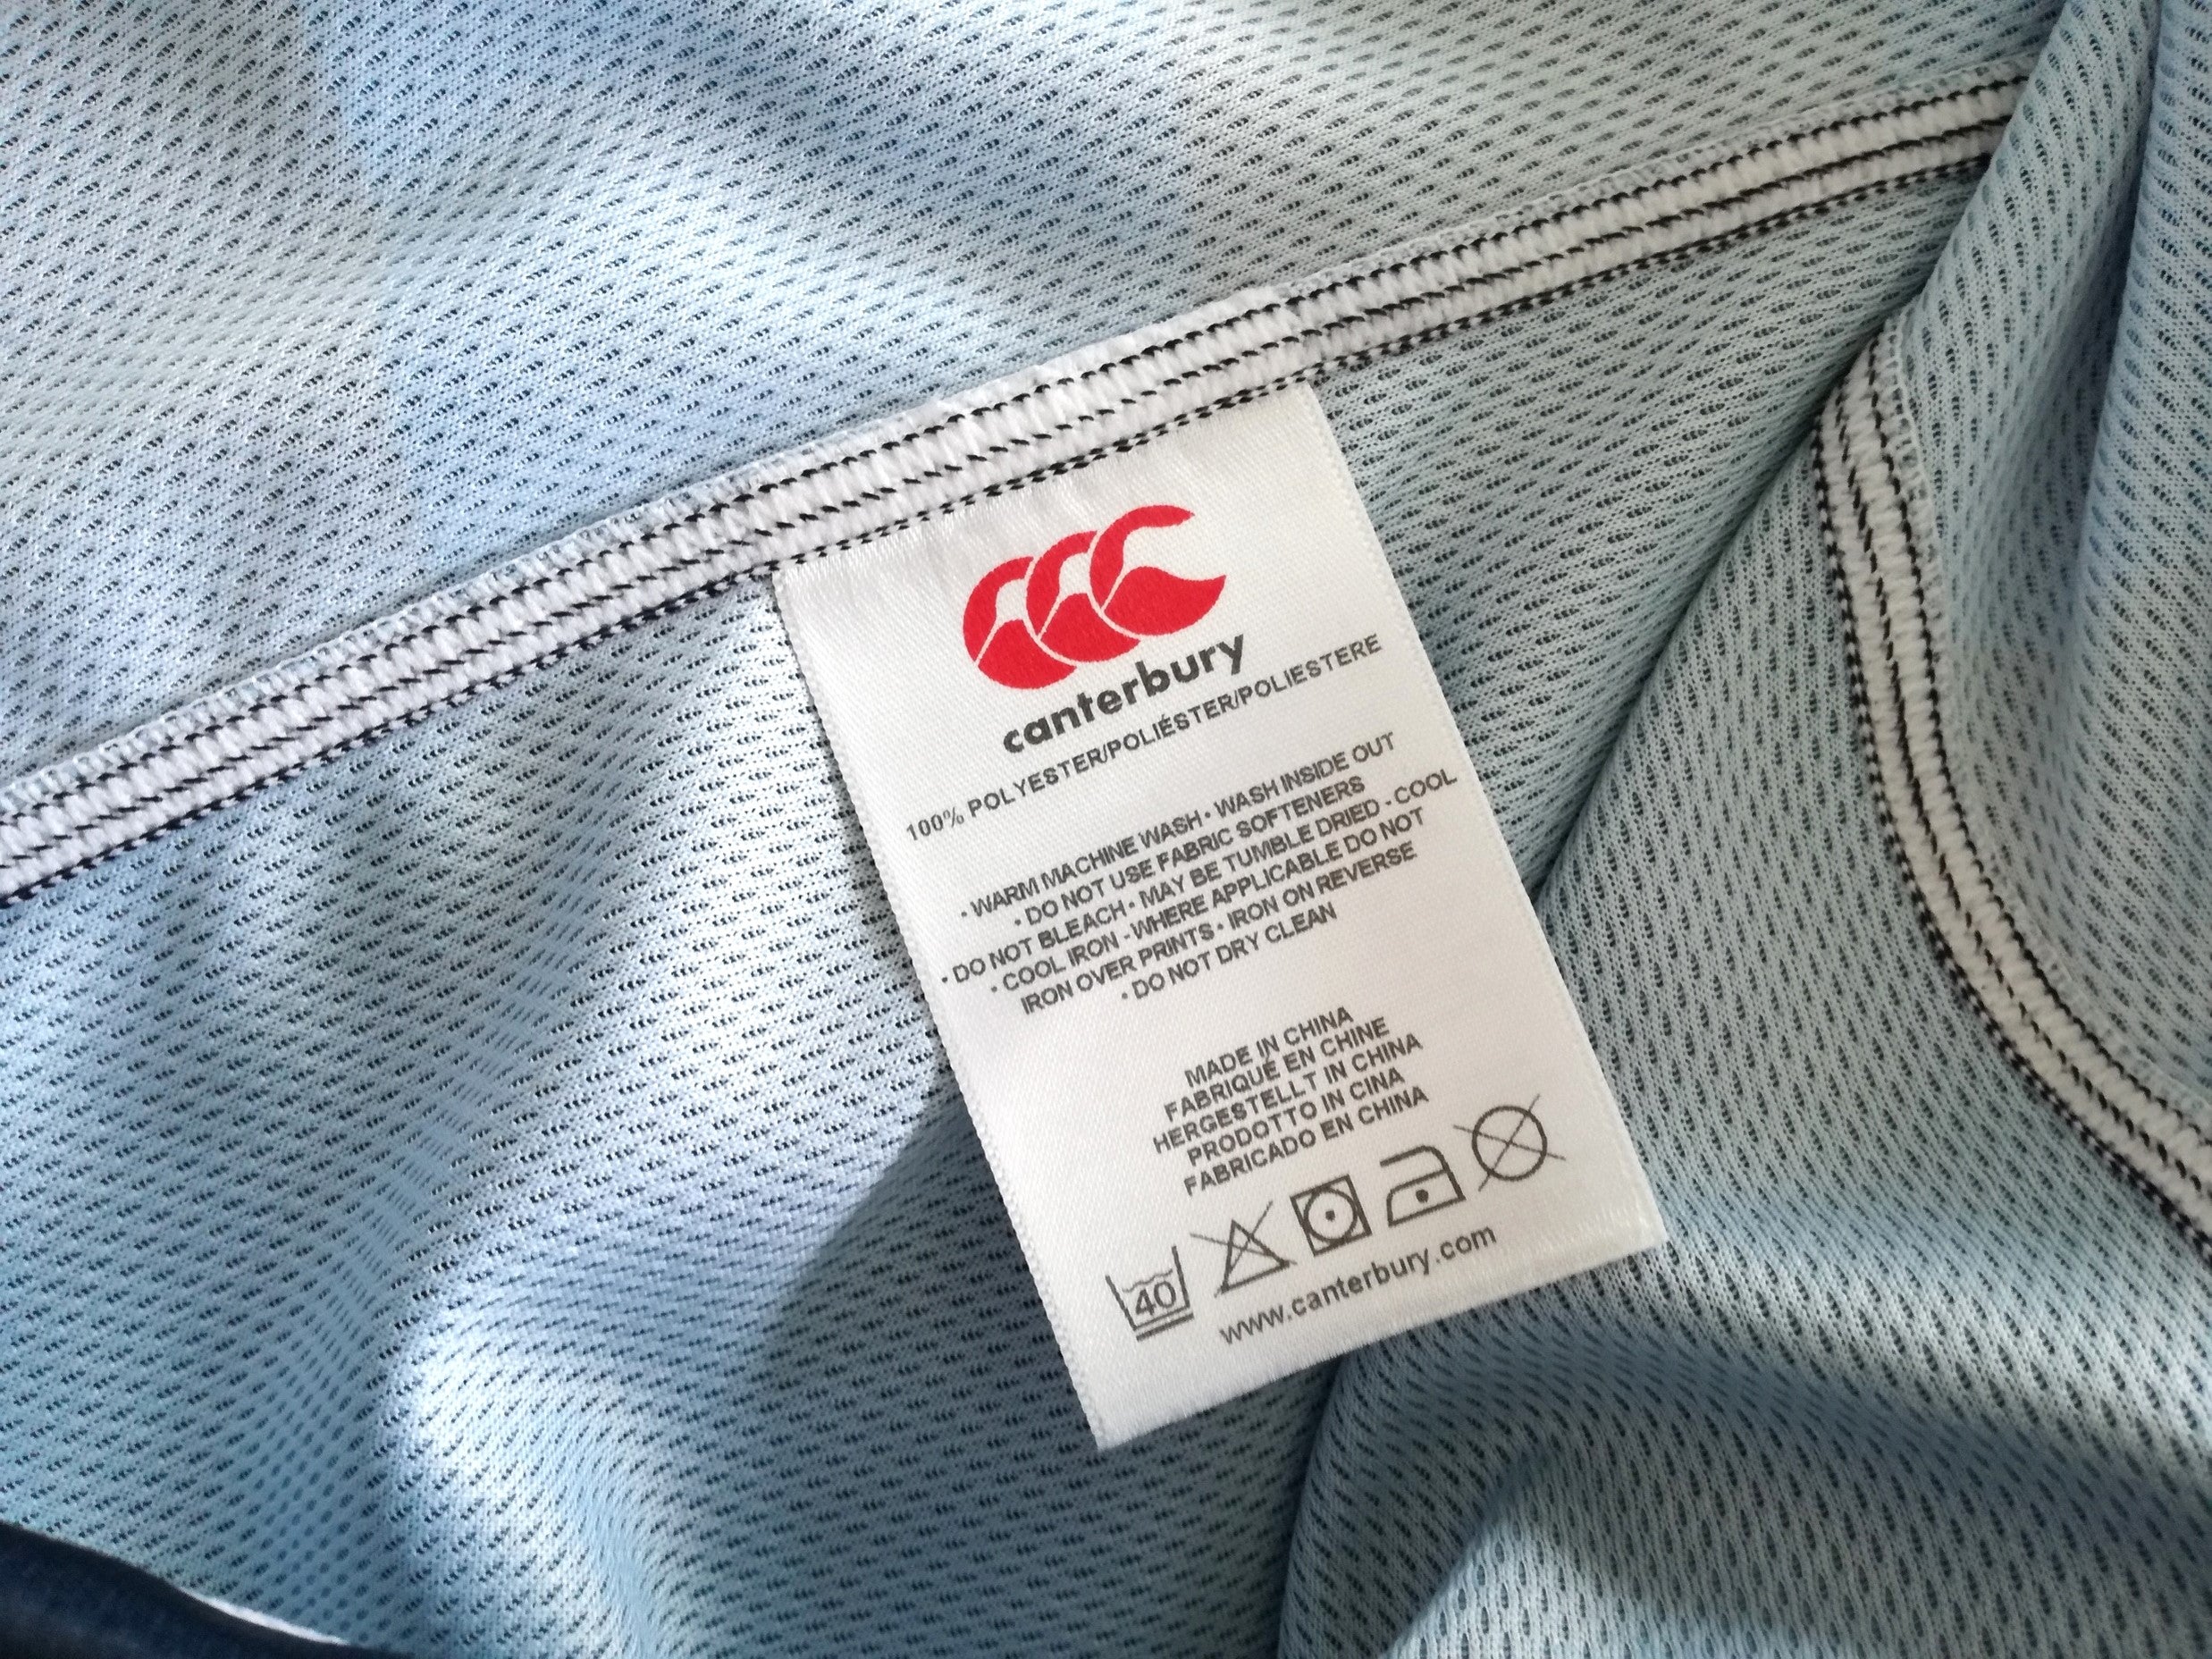 canterbury
100% POLYESTER/POLIÉSTER/POLIESTERE
• WARM MACHINE WASH • WASH INSIDE OUT
• DO NOT USE FABRIC SOFTENERS
• DO NOT BLEACH • MAY BE TUMBLE DRIED - COOL
• COOL IRON - WHERE APPLICABLE DO NOT
IRON OVER PRINTS • IRON ON REVERSE
• DO NOT DRY CLEAN
MADE IN CHINA
FABRIQUÉ EN CHINE
HERGESTELLT IN CHINA
PRODOTTO IN CINA
FABRICADO EN CHINA
40
www.canterbury.com